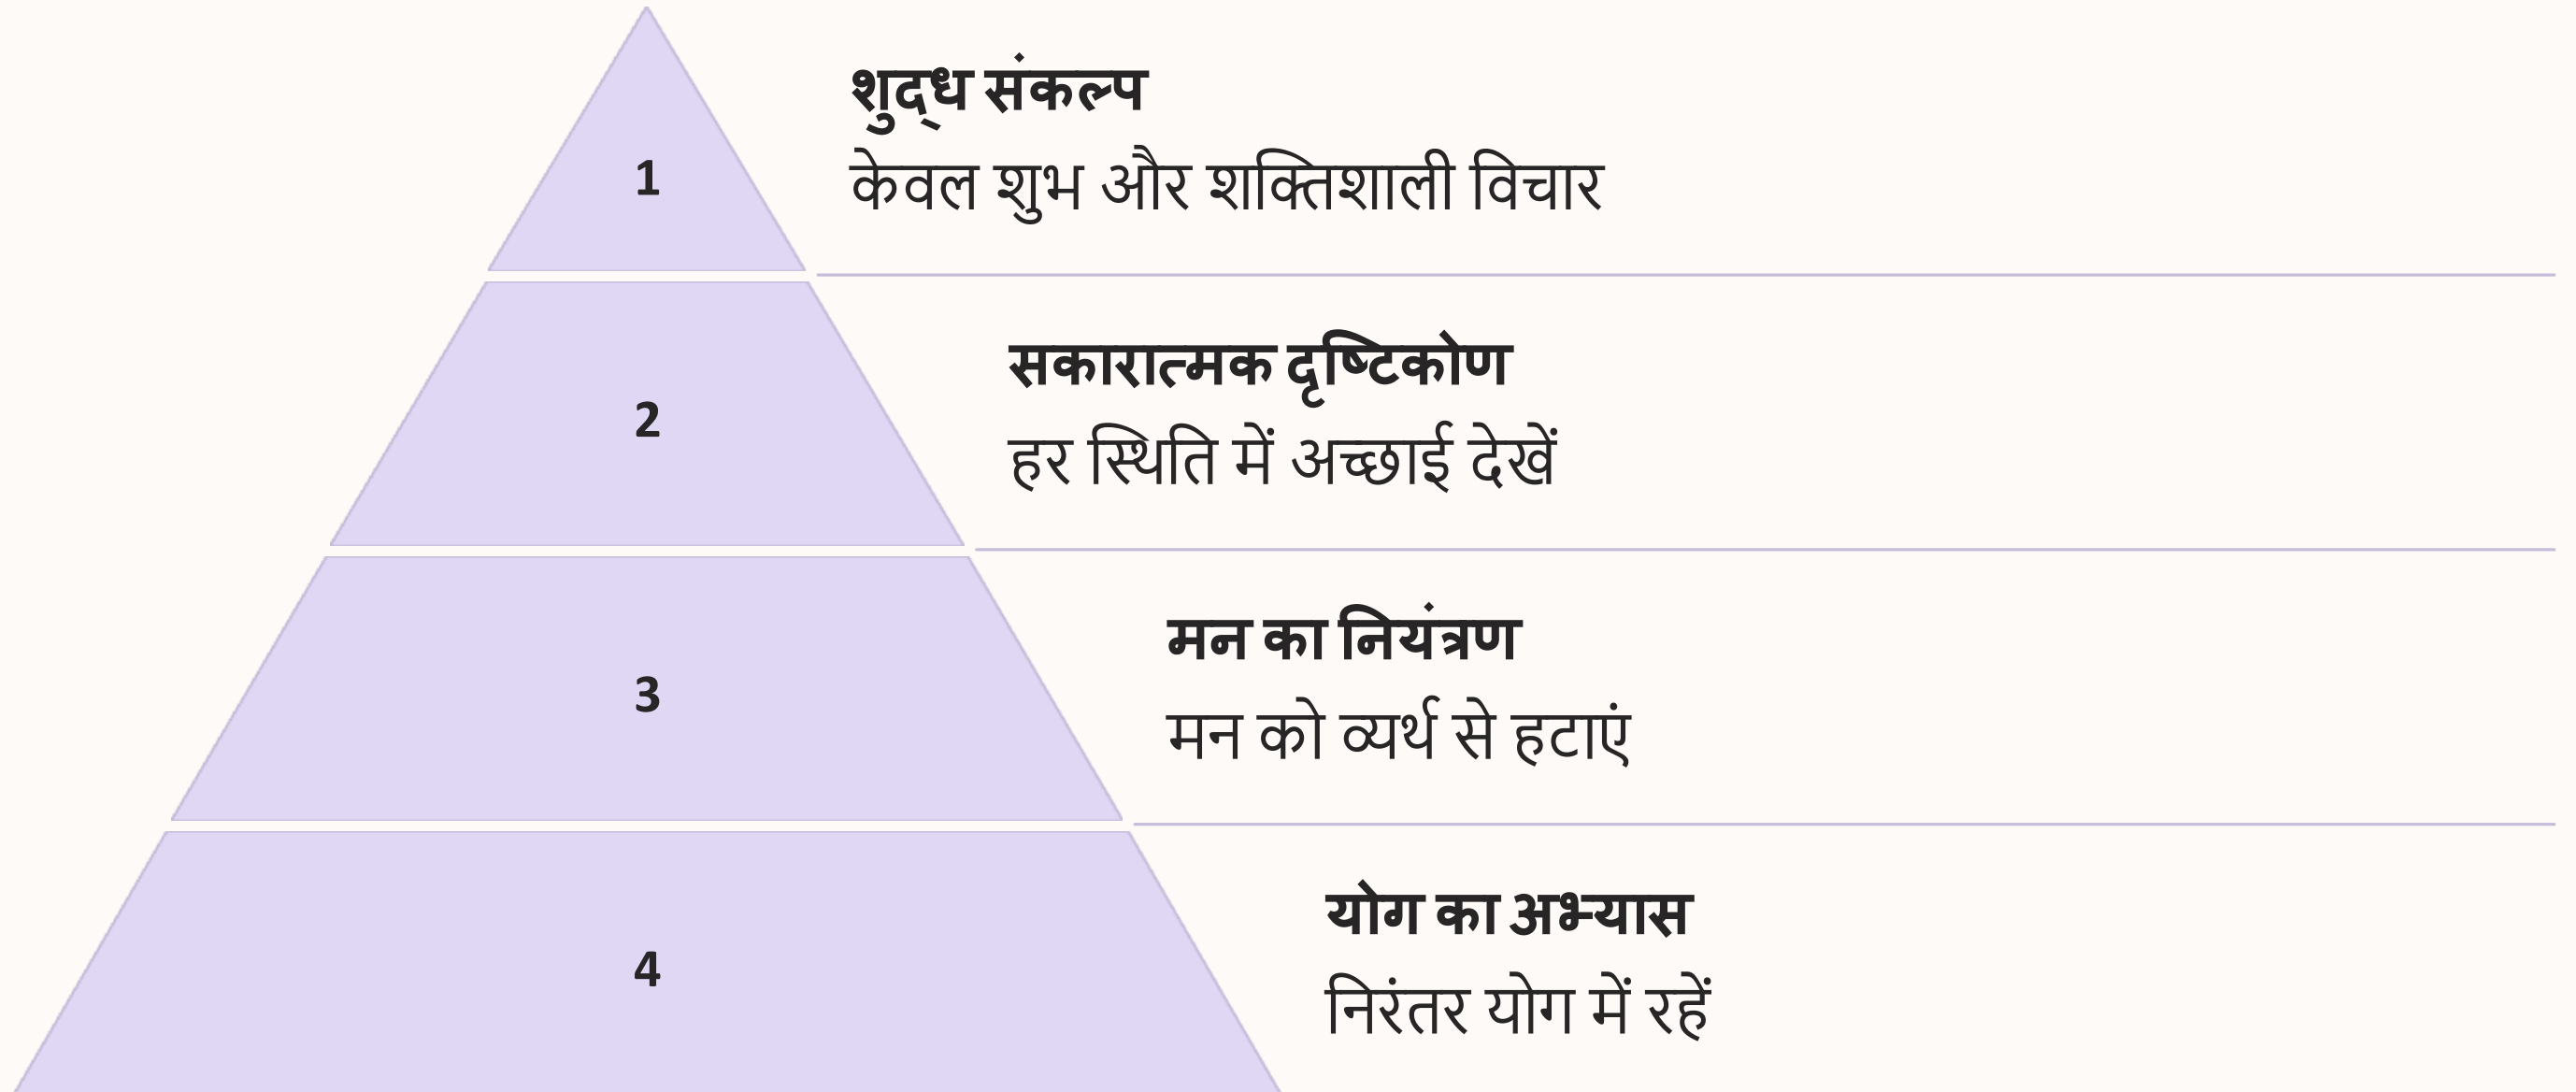 1
शुद्ध संकल्प
केवल शुभ और शक्तिशाली विचार
2
सकारात्मक दृष्टिकोण
हर स्थिति में अच्छाई देखें
3
मन का नियंत्रण
मन को व्यर्थ से हटाएं
4
योग का अभ्यास
निरंतर योग में रहें